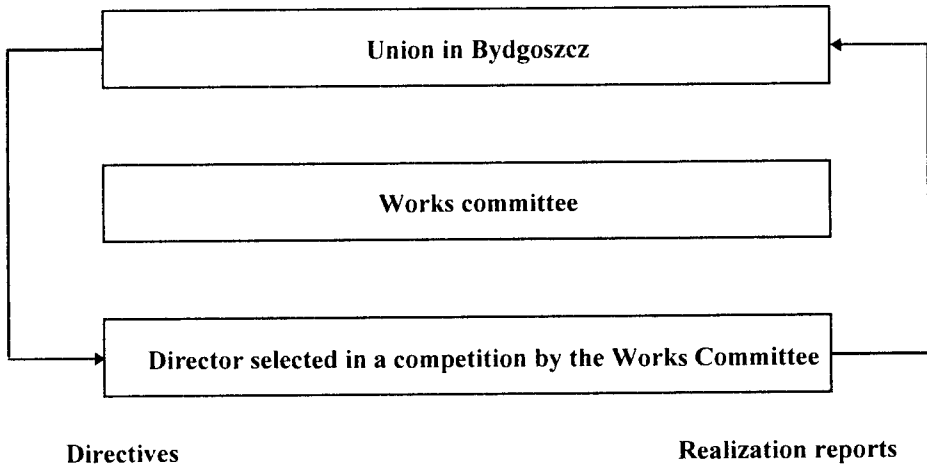 Union in Bydgoszcz
Works committee
Director selected in a competition by the Works Committee
Directives
Realization reports